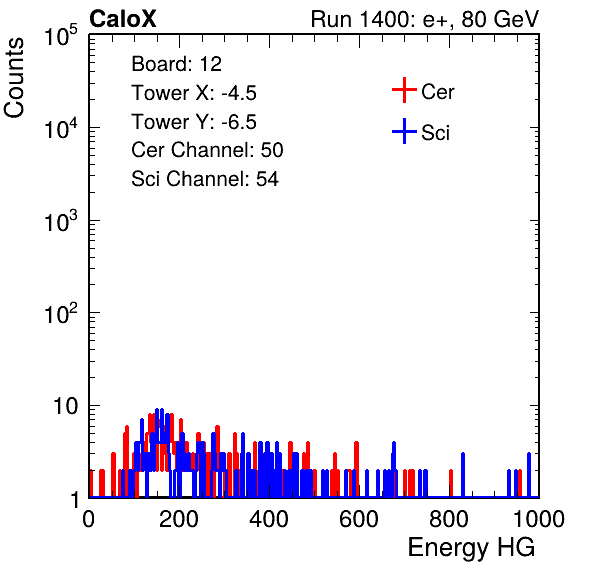 CaloX Run 1400: e+, 80 GeV
Counts
10^5
10^4
10^3
10^2
10
1
Board: 12
Tower X: -4.5
Tower Y: -6.5
Cer Channel: 50
Sci Channel: 54
Cer
Sci
0 200 400 600 800 1000
Energy HG